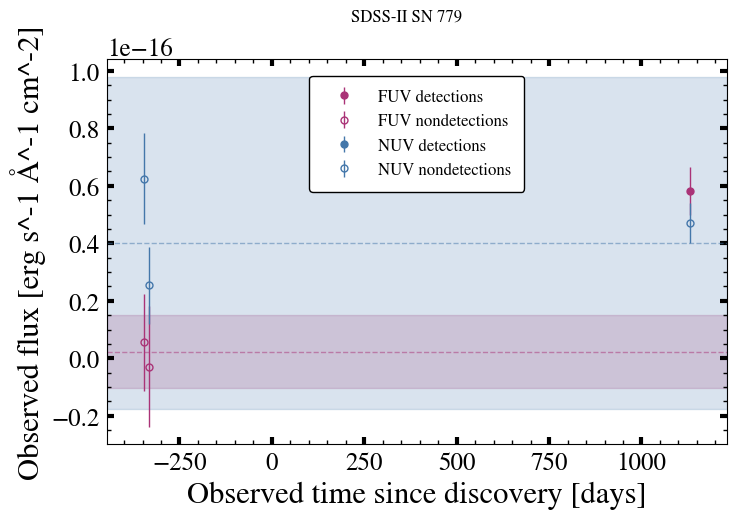 SDSS-II SN 779
1e−16
1.0
0.8
0.6
0.4
0.2
0.0
−0.2
Observed flux [erg s^-1 Å^-1 cm^-2]
FUV detections
FUV nondetections
NUV detections
NUV nondetections
−250 0 250 500 750 1000
Observed time since discovery [days]